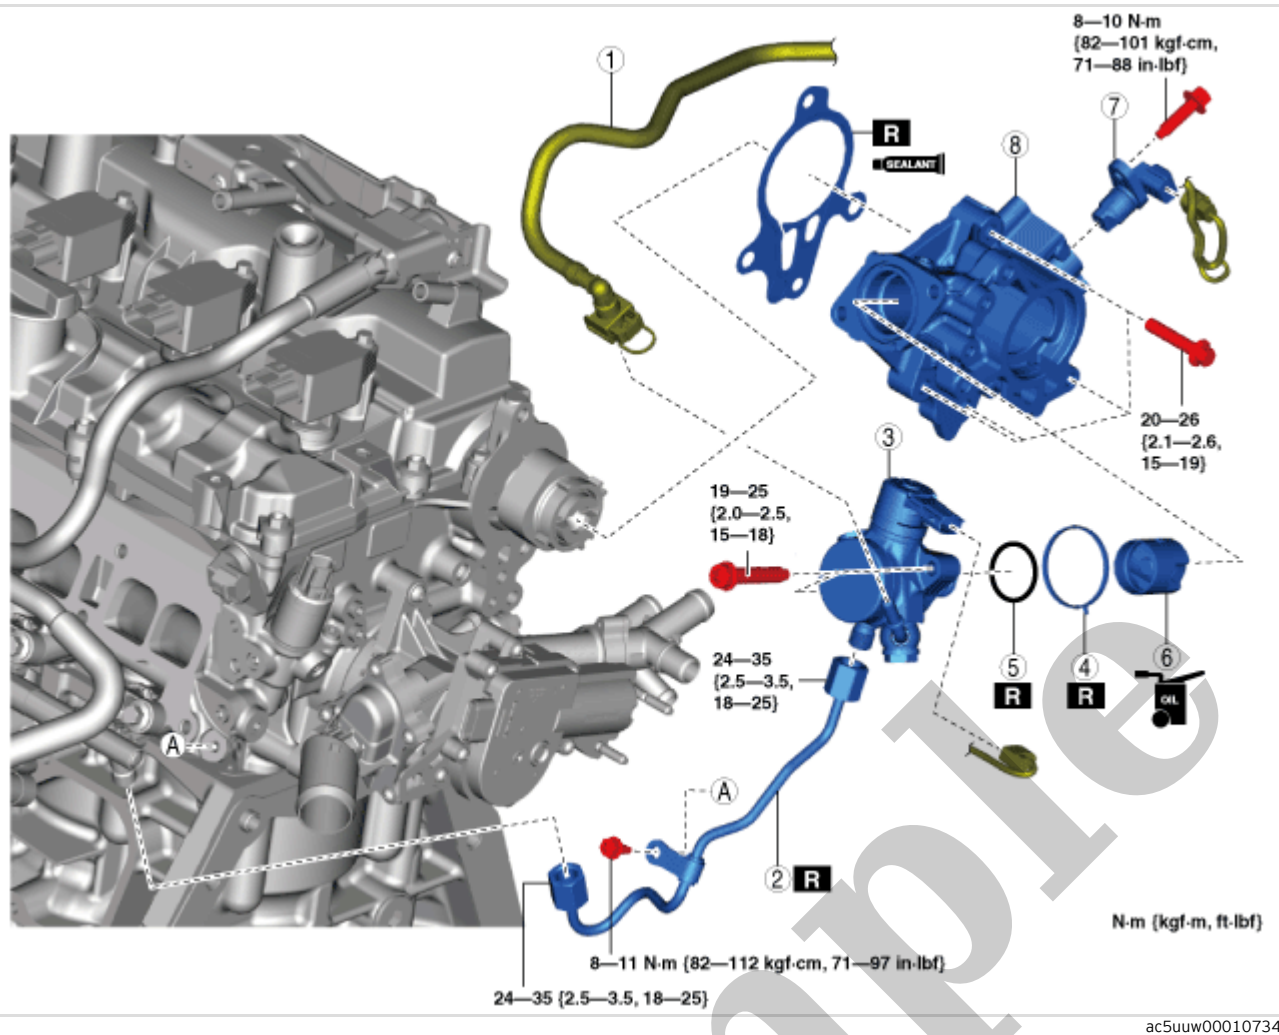 8—10 N·m
{82—101 kgf·cm,
71—88 in·lbf}
1
7
R
8
SEALANT
20—26
{2.1—2.6,
15—19}
3
19—25
{2.0—2.5,
15—18}
24—35
{2.5—3.5,
18—25}
5
R
4
R
6
OIL
A
A
2 R
N·m {kgf·m, ft·lbf}
8—11 N·m {82—112 kgf·cm, 71—97 in·lbf}
24—35 {2.5—3.5, 18—25}
ac5uuw00010734